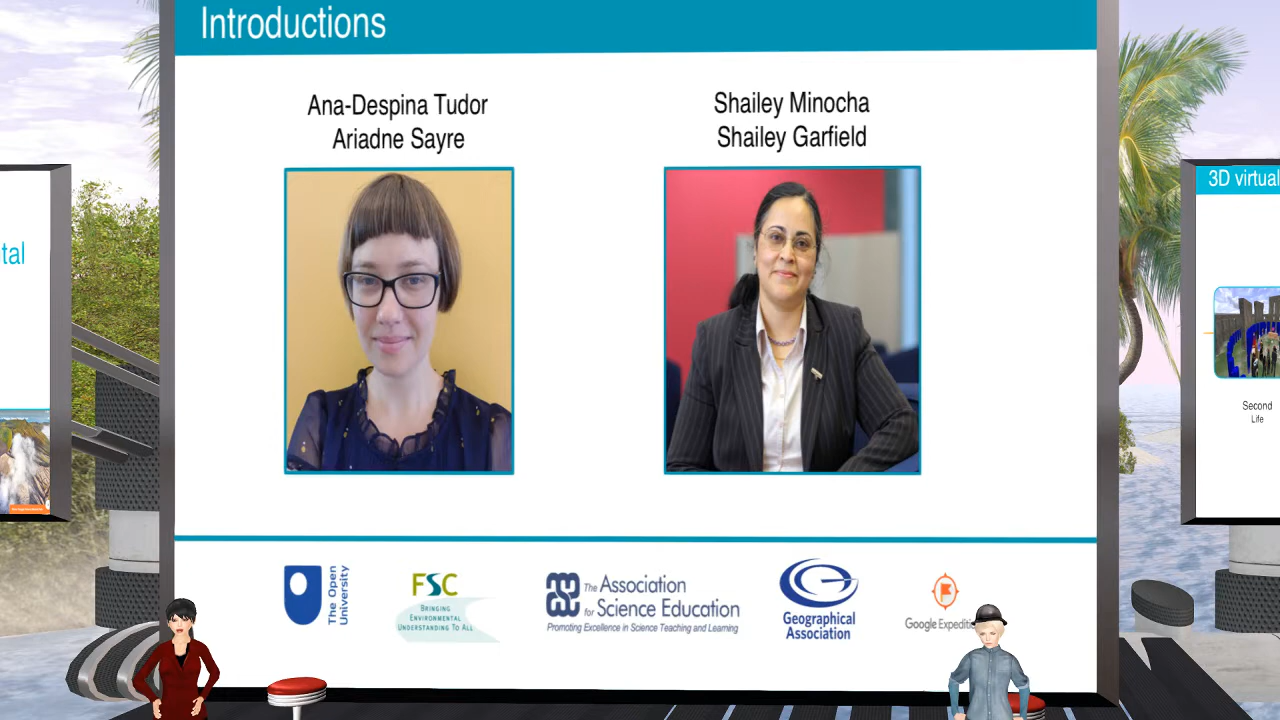 Introductions
Ana-Despina Tudor
Ariadne Sayre
Shailey Minocha
Shailey Garfield
3D virtual
Second
Life
The Open
University
FSC
BRINGING
ENVIRONMENTAL
UNDERSTANDING TO ALL
The Association
for Science Education
Promoting Excellence in Science Teaching and Learning
Geographical
Association
Google